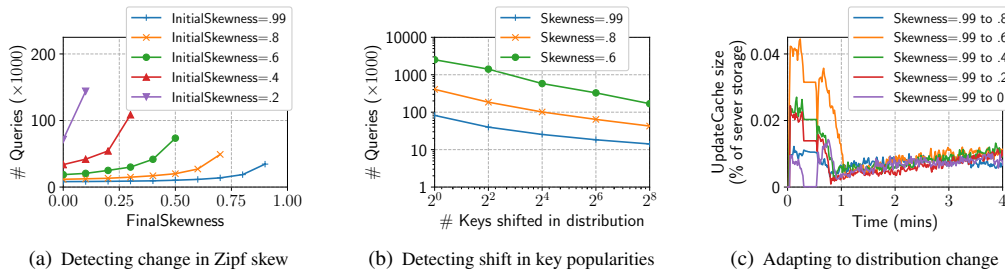 InitialSkewness=.99
InitialSkewness=.8
InitialSkewness=.6
InitialSkewness=.4
InitialSkewness=.2
# Queries (×1000)
200
100
0
0.00 0.25 0.50 0.75 1.00
FinalSkewness
(a) Detecting change in Zipf skew
Skewness=.99
Skewness=.8
Skewness=.6
# Queries (×1000)
10000
1000
100
10
1
2^0 2^2 2^4 2^6 2^8
# Keys shifted in distribution
(b) Detecting shift in key popularities
Skewness=.99 to .8
Skewness=.99 to .6
Skewness=.99 to .4
Skewness=.99 to .2
Skewness=.99 to 0
UpdateCache size
(% of server storage)
0.04
0.02
0.00
0 1 2 3 4
Time (mins)
(c) Adapting to distribution change